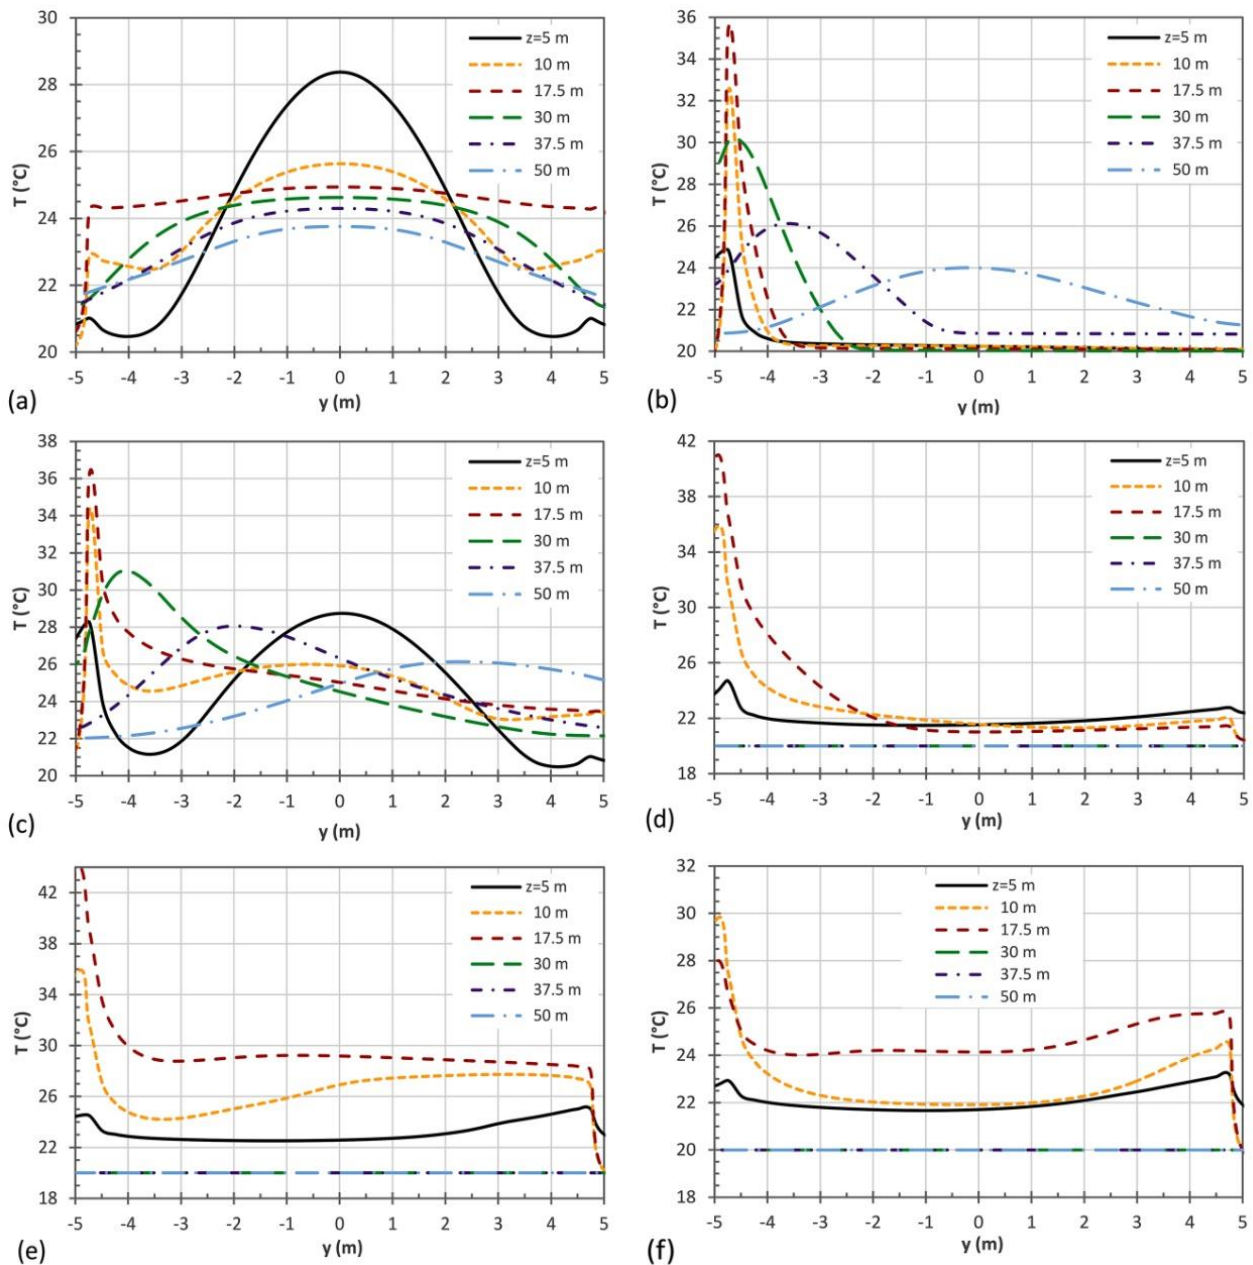 30
28
26
24
22
20
T (°C)
z=5 m
10 m
17.5 m
30 m
37.5 m
50 m
-5 -4 -3 -2 -1 0 1 2 3 4 5
(a)
y (m)
36
34
32
30
28
26
24
22
20
T (°C)
z=5 m
10 m
17.5 m
30 m
37.5 m
50 m
-5 -4 -3 -2 -1 0 1 2 3 4 5
(b)
y (m)
38
36
34
32
30
28
26
24
22
20
T (°C)
z=5 m
10 m
17.5 m
30 m
37.5 m
50 m
-5 -4 -3 -2 -1 0 1 2 3 4 5
(c)
y (m)
42
38
34
30
26
22
18
T (°C)
z=5 m
10 m
17.5 m
30 m
37.5 m
50 m
-5 -4 -3 -2 -1 0 1 2 3 4 5
(d)
y (m)
42
38
34
30
26
22
18
T (°C)
z=5 m
10 m
17.5 m
30 m
37.5 m
50 m
-5 -4 -3 -2 -1 0 1 2 3 4 5
(e)
y (m)
32
30
28
26
24
22
20
18
T (°C)
z=5 m
10 m
17.5 m
30 m
37.5 m
50 m
-5 -4 -3 -2 -1 0 1 2 3 4 5
(f)
y (m)